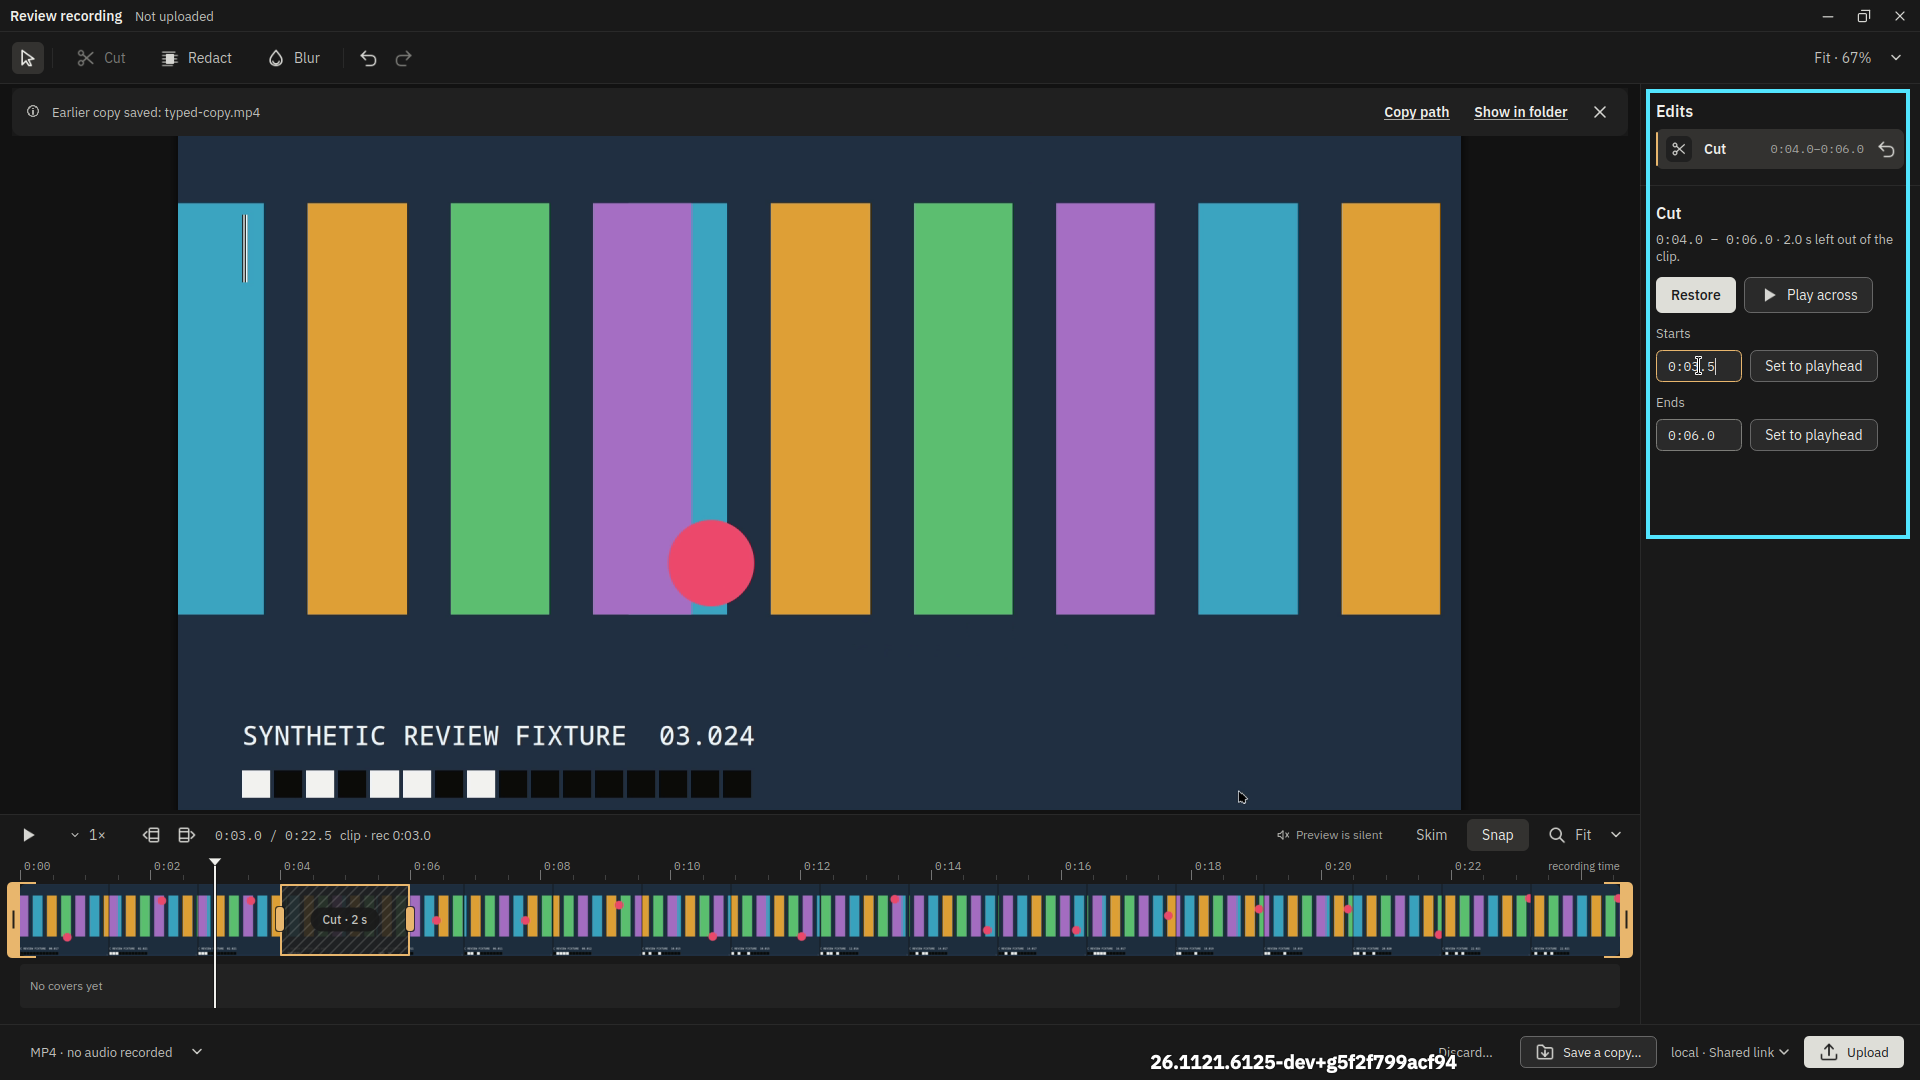 Review recording Not uploaded
Cut Redact Blur Fit · 67%
Earlier copy saved: typed-copy.mp4 Copy path Show in folder
SYNTHETIC REVIEW FIXTURE 03.024
Edits
Cut 0:04.0–0:06.0
Cut
0:04.0 – 0:06.0 · 2.0 s left out of the
clip.
Restore Play across
Starts
0:03.5 Set to playhead
Ends
0:06.0 Set to playhead
1× 0:03.0 / 0:22.5 clip · rec 0:03.0 Preview is silent Skim Snap Fit
0:00 0:02 0:04 0:06 0:08 0:10 0:12 0:14 0:16 0:18 0:20 0:22 recording time
Cut · 2 s
No covers yet
MP4 · no audio recorded Discard... Save a copy... local · Shared link Upload
26.1121.6125-dev+g5f2f799acf94